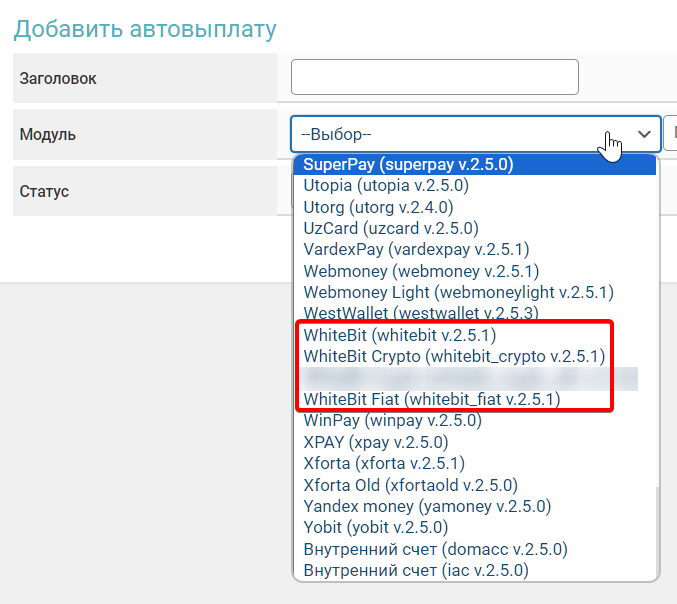 Добавить автовыплату
Заголовок
Модуль
--Выбор--
Статус
SuperPay (superpay v.2.5.0)
Utopia (utopia v.2.5.0)
Utorg (utorg v.2.4.0)
UzCard (uzcard v.2.5.0)
VardexPay (vardexpay v.2.5.1)
Webmoney (webmoney v.2.5.1)
Webmoney Light (webmoneylight v.2.5.1)
WestWallet (westwallet v.2.5.3)
WhiteBit (whitebit v.2.5.1)
WhiteBit Crypto (whitebit_crypto v.2.5.1)
WhiteBit Fiat (whitebit_fiat v.2.5.1)
WinPay (winpay v.2.5.0)
XPAY (xpay v.2.5.0)
Xforta (xforta v.2.5.1)
Xforta Old (xfortaold v.2.5.0)
Yandex money (yamoney v.2.5.0)
Yobit (yobit v.2.5.0)
Внутренний счет (domacc v.2.5.0)
Внутренний счет (iac v.2.5.0)